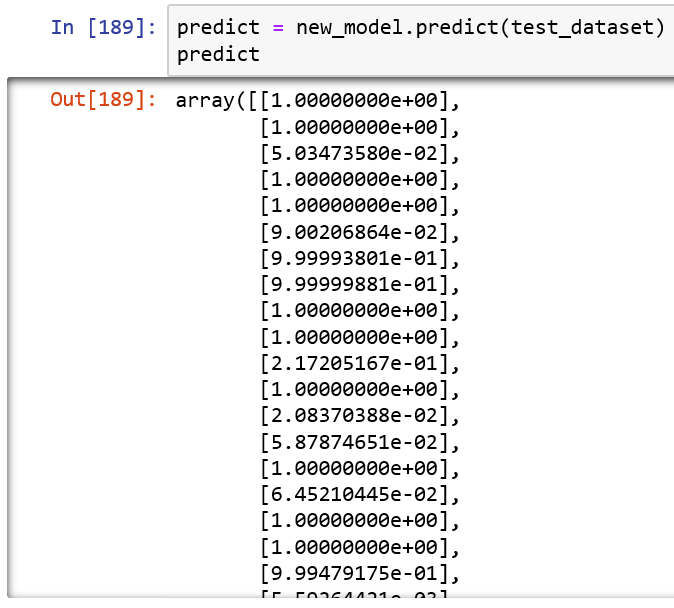 In [189]: predict = new_model.predict(test_dataset)
predict
Out[189]: array([[1.00000000e+00],
[1.00000000e+00],
[5.03473580e-02],
[1.00000000e+00],
[1.00000000e+00],
[9.00206864e-02],
[9.99993801e-01],
[9.99999881e-01],
[1.00000000e+00],
[1.00000000e+00],
[2.17205167e-01],
[1.00000000e+00],
[2.08370388e-02],
[5.87874651e-02],
[1.00000000e+00],
[6.45210445e-02],
[1.00000000e+00],
[1.00000000e+00],
[9.99479175e-01],